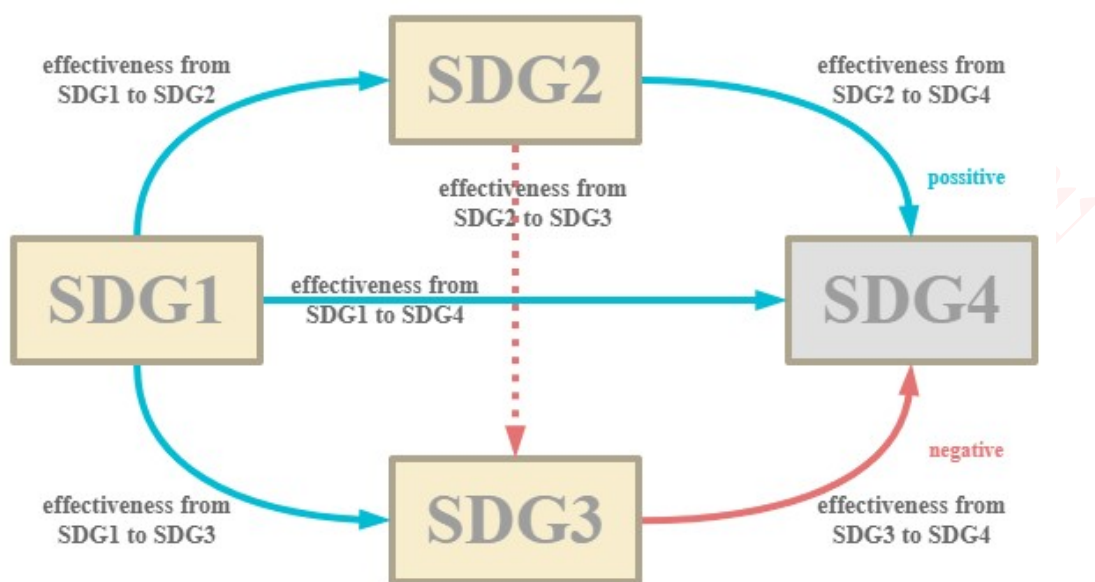 effectiveness from
SDG1 to SDG2
SDG2
effectiveness from
SDG2 to SDG4
possitive
effectiveness from
SDG2 to SDG3
SDG1
effectiveness from
SDG1 to SDG4
SDG4
negative
effectiveness from
SDG1 to SDG3
SDG3
effectiveness from
SDG3 to SDG4